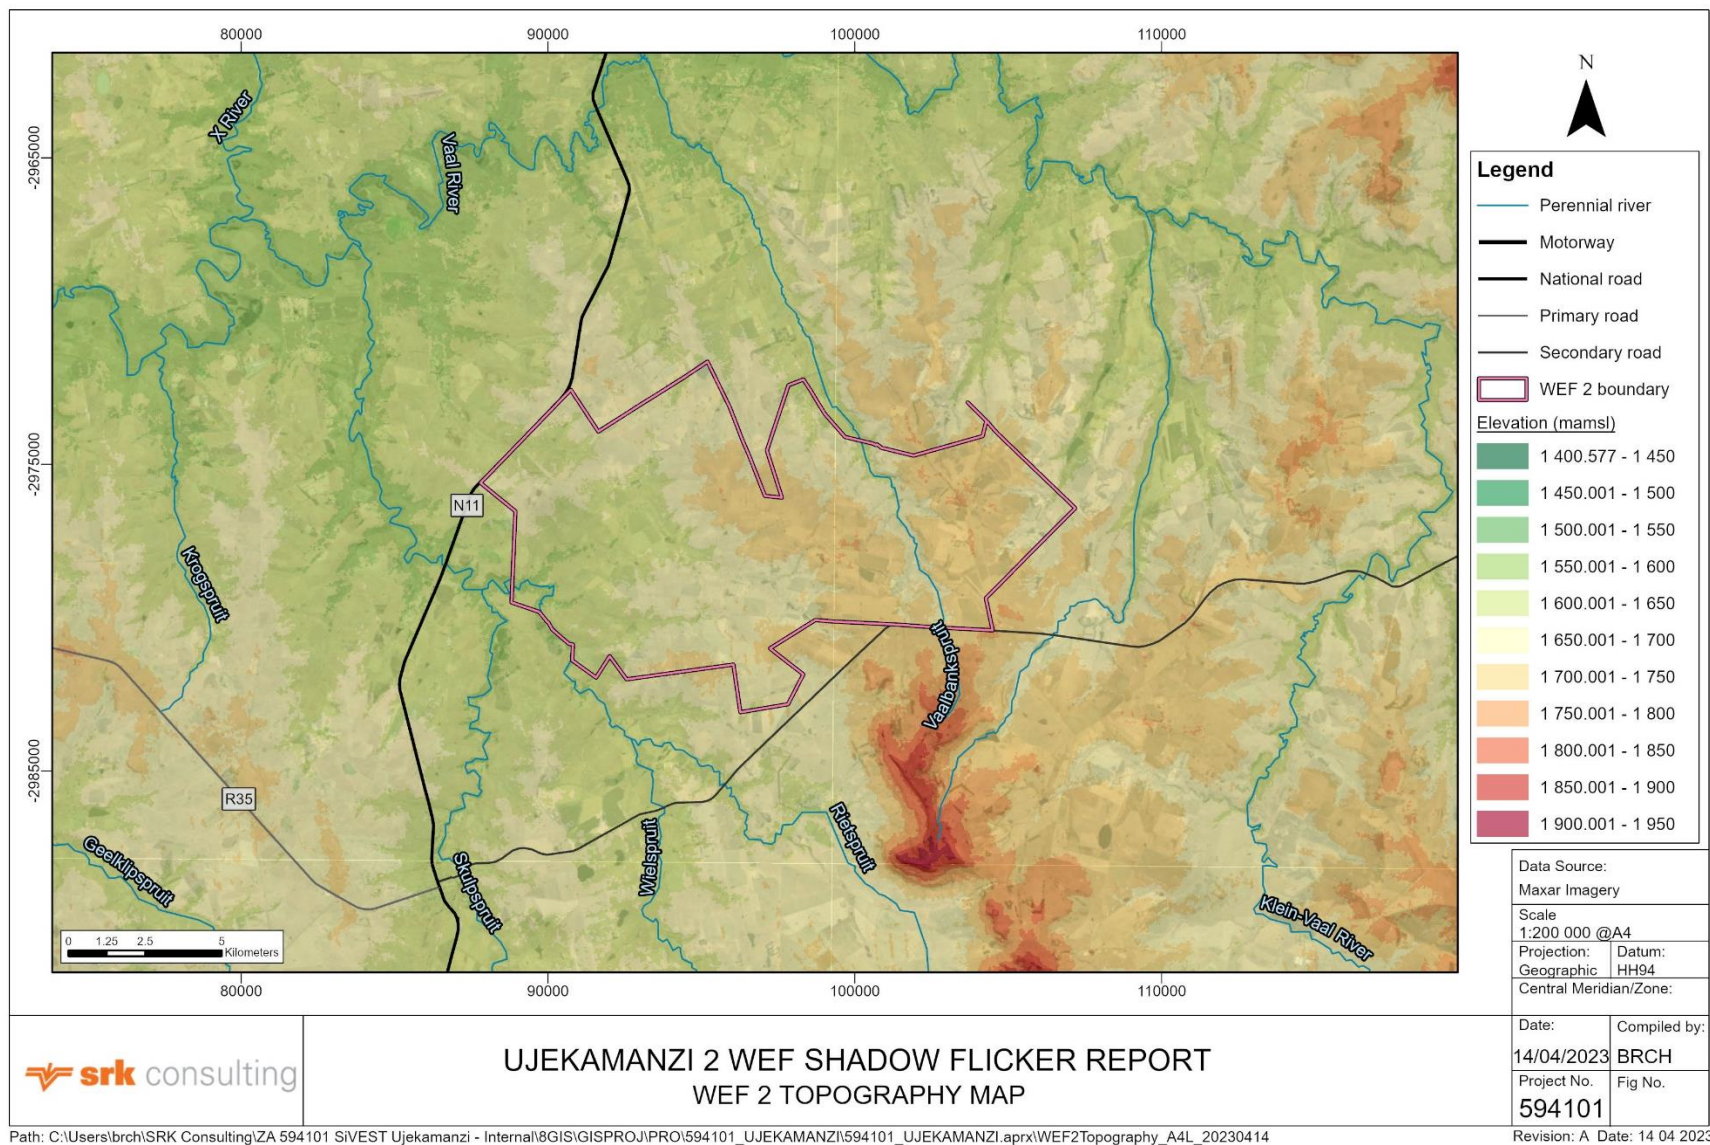 80000
90000
100000
110000
-2965000
-2975000
-2985000
X River
Vaal River
N11
Krogspruit
Vaalbankspruit
R35
Geelklipspruit
Skulpspruit
Wielspruit
Rietspruit
Klein-Vaal River
0 1.25 2.5 5
Kilometers
80000
90000
100000
110000
N
Legend
Perennial river
Motorway
National road
Primary road
Secondary road
WEF 2 boundary
Elevation (mamsl)
1 400.577 - 1 450
1 450.001 - 1 500
1 500.001 - 1 550
1 550.001 - 1 600
1 600.001 - 1 650
1 650.001 - 1 700
1 700.001 - 1 750
1 750.001 - 1 800
1 800.001 - 1 850
1 850.001 - 1 900
1 900.001 - 1 950
Data Source:
Maxar Imagery
Scale
1:200 000 @A4
Projection: Datum:
Geographic HH94
Central Meridian/Zone:
Date: Compiled by:
14/04/2023 BRCH
Project No. Fig No.
594101
srk consulting
UJEKAMANZI 2 WEF SHADOW FLICKER REPORT
WEF 2 TOPOGRAPHY MAP
Path: C:\Users\brch\SRK Consulting\ZA 594101 SiVEST Ujekamanzi - Internal\8GIS\GISPROJ\PRO\594101_UJEKAMANZI\594101_UJEKAMANZI.aprx\WEF2Topography_A4L_20230414
Revision: A Date: 14 04 2023